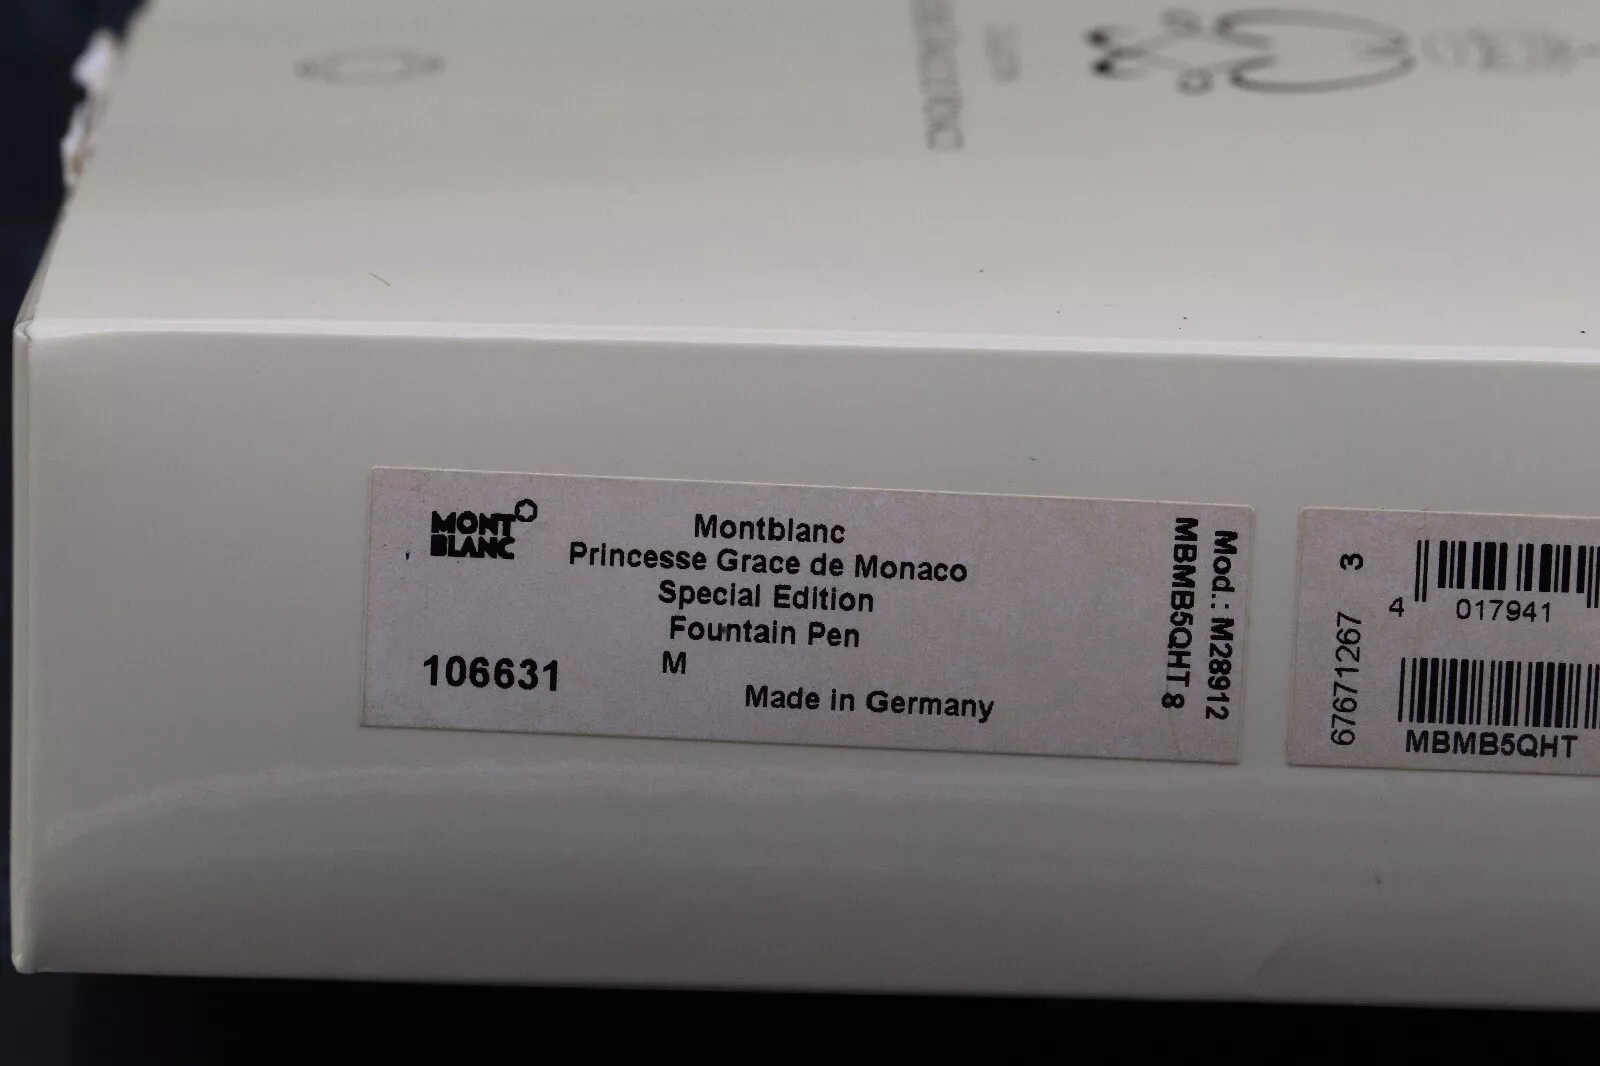 MONT
BLANC
Montblanc
Princesse Grace de Monaco
Special Edition
Fountain Pen
M
106631
Made in Germany
Mod.: M28912
MBMB5QHT 8
67671267 3
4 017941
MBMB5QHT